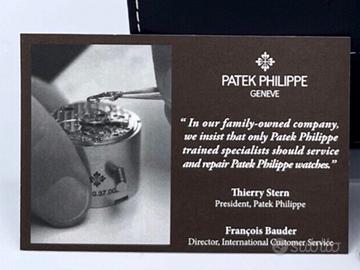 PATEK PHILIPPE
GENEVE
“ In our family-owned company,
we insist that only Patek Philippe
trained specialists should service
and repair Patek Philippe watches.”
Thierry Stern
President, Patek Philippe
François Bauder
Director, International Customer Service
subito